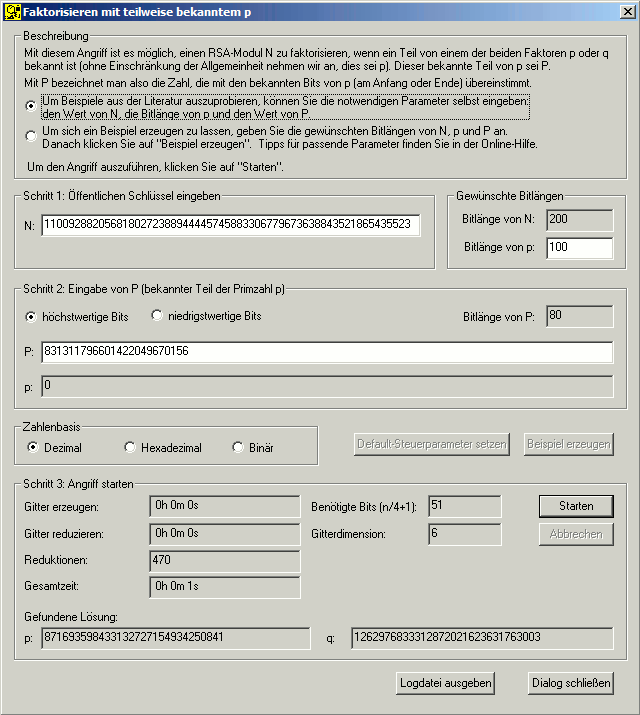 Faktorisieren mit teilweise bekanntem p
Beschreibung
Mit diesem Angriff ist es möglich, einen RSA-Modul N zu faktorisieren, wenn ein Teil von einem der beiden Faktoren p oder q
bekannt ist (ohne Einschränkung der Allgemeinheit nehmen wir an, dies sei p). Dieser bekannte Teil von p sei P.
Mit P bezeichnet man also die Zahl, die mit den bekannten Bits von p (am Anfang oder Ende) übereinstimmt.
Um Beispiele aus der Literatur auszuprobieren, können Sie die notwendigen Parameter selbst eingeben:
den Wert von N, die Bitlänge von p und den Wert von P.
Um sich ein Beispiel erzeugen zu lassen, geben Sie die gewünschten Bitlängen von N, p und P an.
Danach klicken Sie auf "Beispiel erzeugen". Tipps für passende Parameter finden Sie in der Online-Hilfe.
Um den Angriff auszuführen, klicken Sie auf "Starten".
Schritt 1: Öffentlichen Schlüssel eingeben
N: 1100928820568180272388944445745883306779673638843521865435523
Gewünschte Bitlängen
Bitlänge von N: 200
Bitlänge von p: 100
Schritt 2: Eingabe von P (bekannter Teil der Primzahl p)
höchstwertige Bits niedrigstwertige Bits Bitlänge von P: 80
P: 831311796601422049670156
p: 0
Zahlenbasis
Dezimal Hexadezimal Binär
Default-Steuerparameter setzen Beispiel erzeugen
Schritt 3: Angriff starten
Gitter erzeugen: 0h 0m 0s Benötigte Bits (n/4+1): 51 Starten
Gitter reduzieren: 0h 0m 0s Gitterdimension: 6 Abbrechen
Reduktionen: 470
Gesamtzeit: 0h 0m 1s
Gefundene Lösung:
p: 871693598433132727154934250841 q: 1262976833312872021623631763003
Logdatei ausgeben Dialog schließen